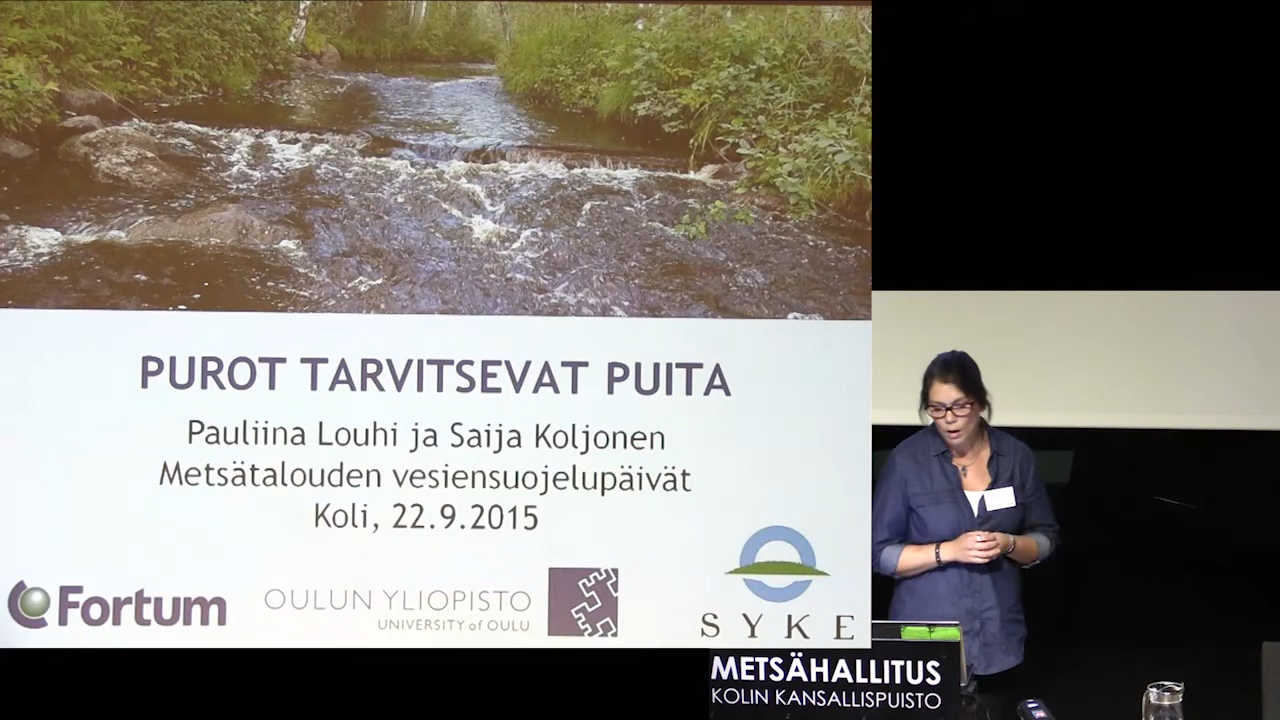 PUROT TARVITSEVAT PUITA
Pauliina Louhi ja Saija Koljonen
Metsätalouden vesiensuojelupäivät
Koli, 22.9.2015
Fortum
OULUN YLIOPISTO
UNIVERSITY of OULU
SYKE
METSÄHALLITUS
KOLIN KANSALLISPUISTO